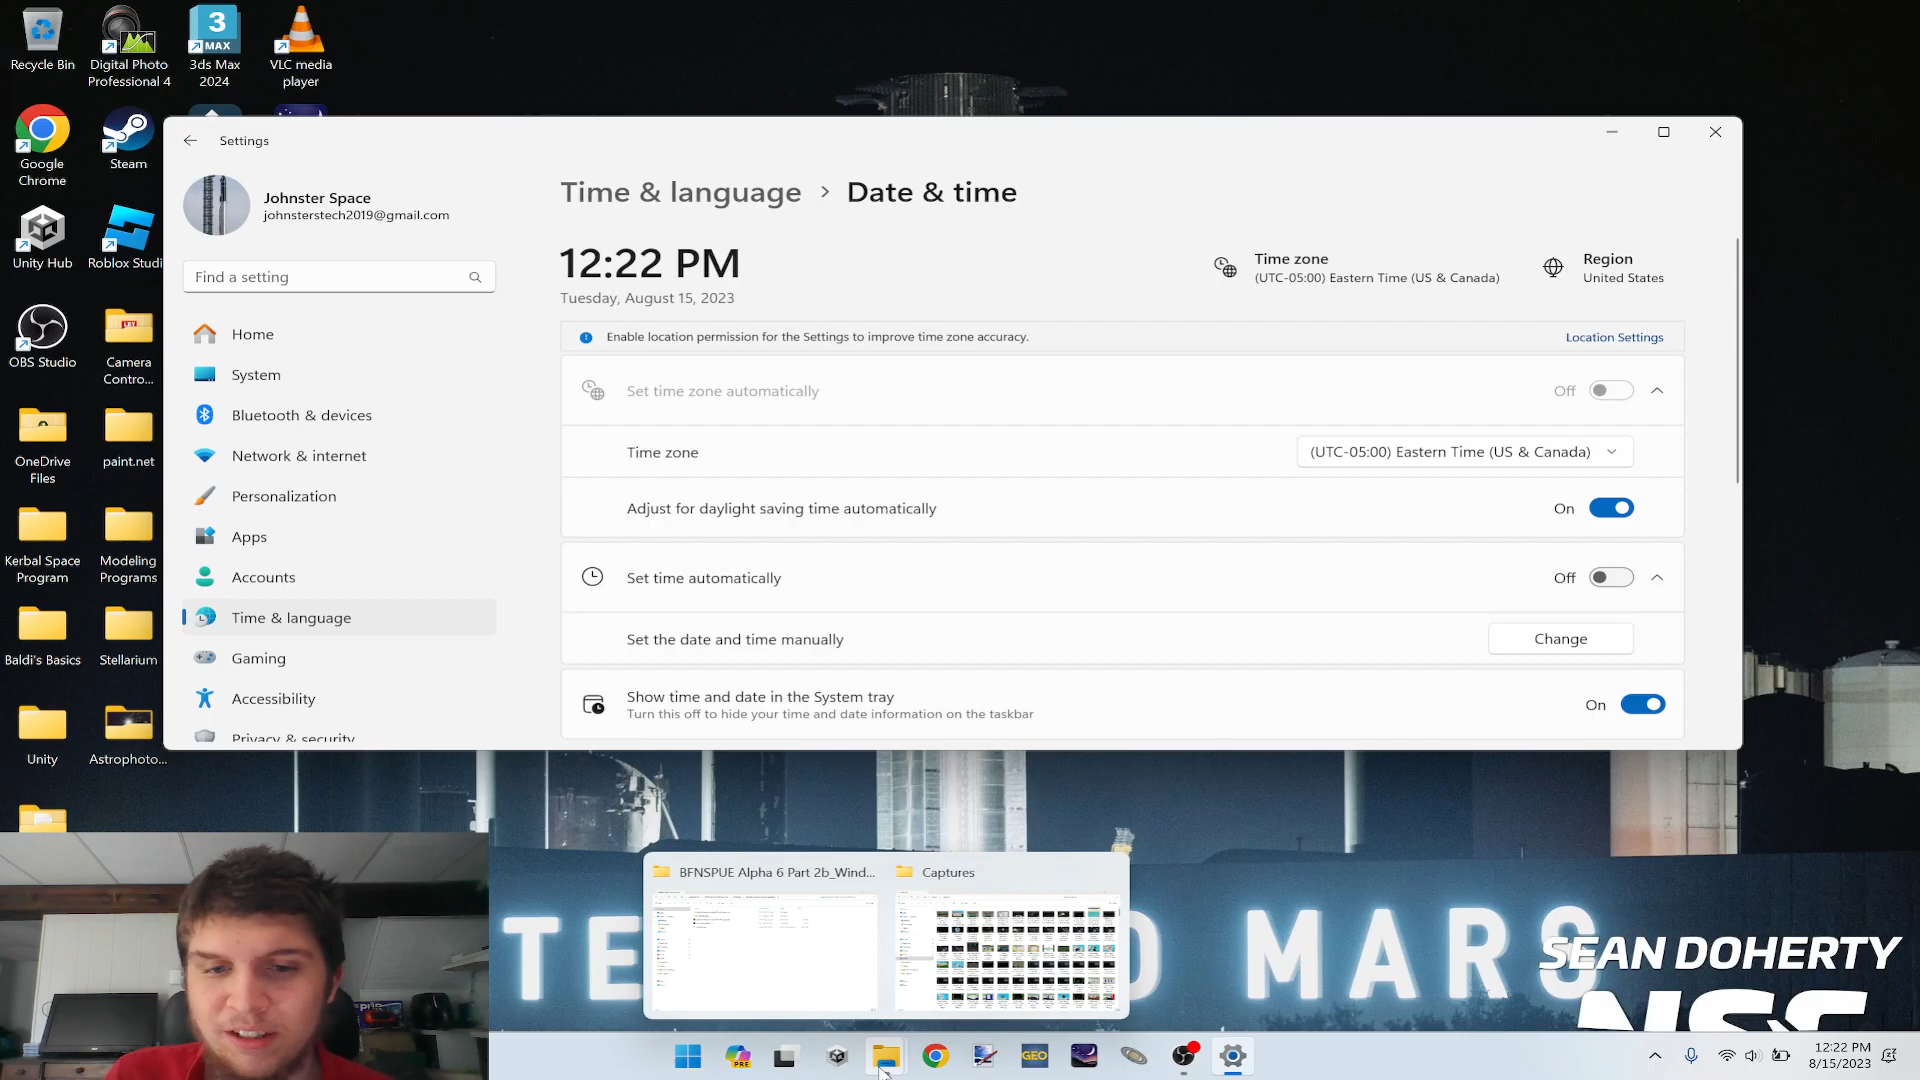 Recycle Bin
Digital Photo
Professional 4
3
MAX
3ds Max
2024
VLC media
player
Google
Chrome
Steam
Unity Hub
Roblox Studi
OBS Studio
LET
Camera
Contro...
OneDrive
Files
paint.net
Kerbal Space
Program
Modeling
Programs
Baldi's Basics
Stellarium
Unity
Astrophoto...
Settings
Johnster Space
johnsterstech2019@gmail.com
Find a setting
Home
System
Bluetooth & devices
Network & internet
Personalization
Apps
Accounts
Time & language
Gaming
Accessibility
Privacy & security
Time & language > Date & time
12:22 PM
Tuesday, August 15, 2023
Time zone
(UTC-05:00) Eastern Time (US & Canada)
Region
United States
Enable location permission for the Settings to improve time zone accuracy.
Location Settings
Set time zone automatically
Off
Time zone
(UTC-05:00) Eastern Time (US & Canada)
Adjust for daylight saving time automatically
On
Set time automatically
Off
Set the date and time manually
Change
Show time and date in the System tray
Turn this off to hide your time and date information on the taskbar
On
BFNSPUE Alpha 6 Part 2b_Wind...
Captures
TE
O MARS
SEAN DOHERTY
NSF
PRE
GEO
12:22 PM
8/15/2023